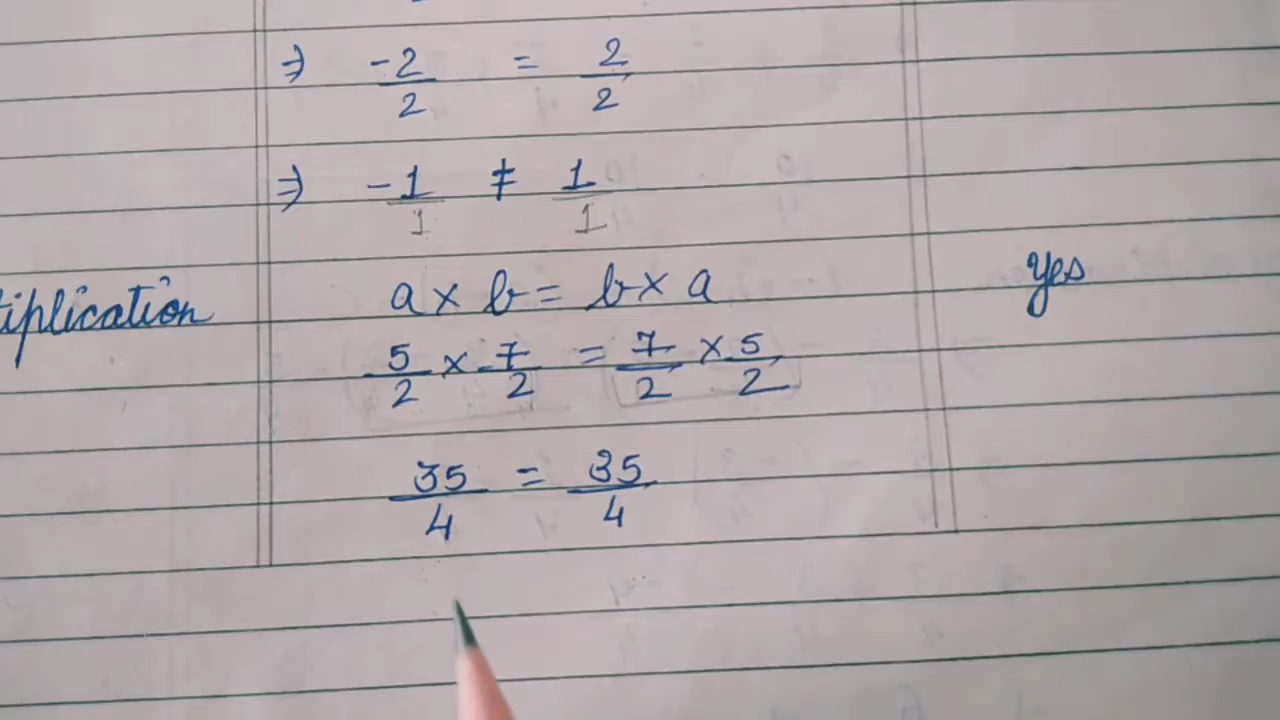 ⇒ -2/2 = 2/2
⇒ -1/1 ≠ 1/1
tiplication a × b = b × a Yes
5/2 × 7/2 = 7/2 × 5/2
35/4 = 35/4